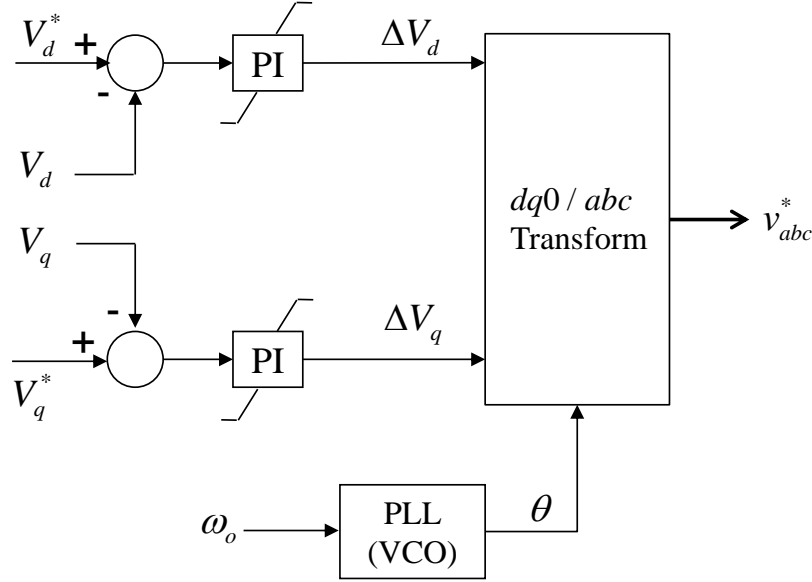 V_d^* + PI ΔV_d
-
V_d
dq0 / abc
Transform
v_abc^*
V_q
-
+ PI ΔV_q
V_q^*
ω_o PLL θ
(VCO)